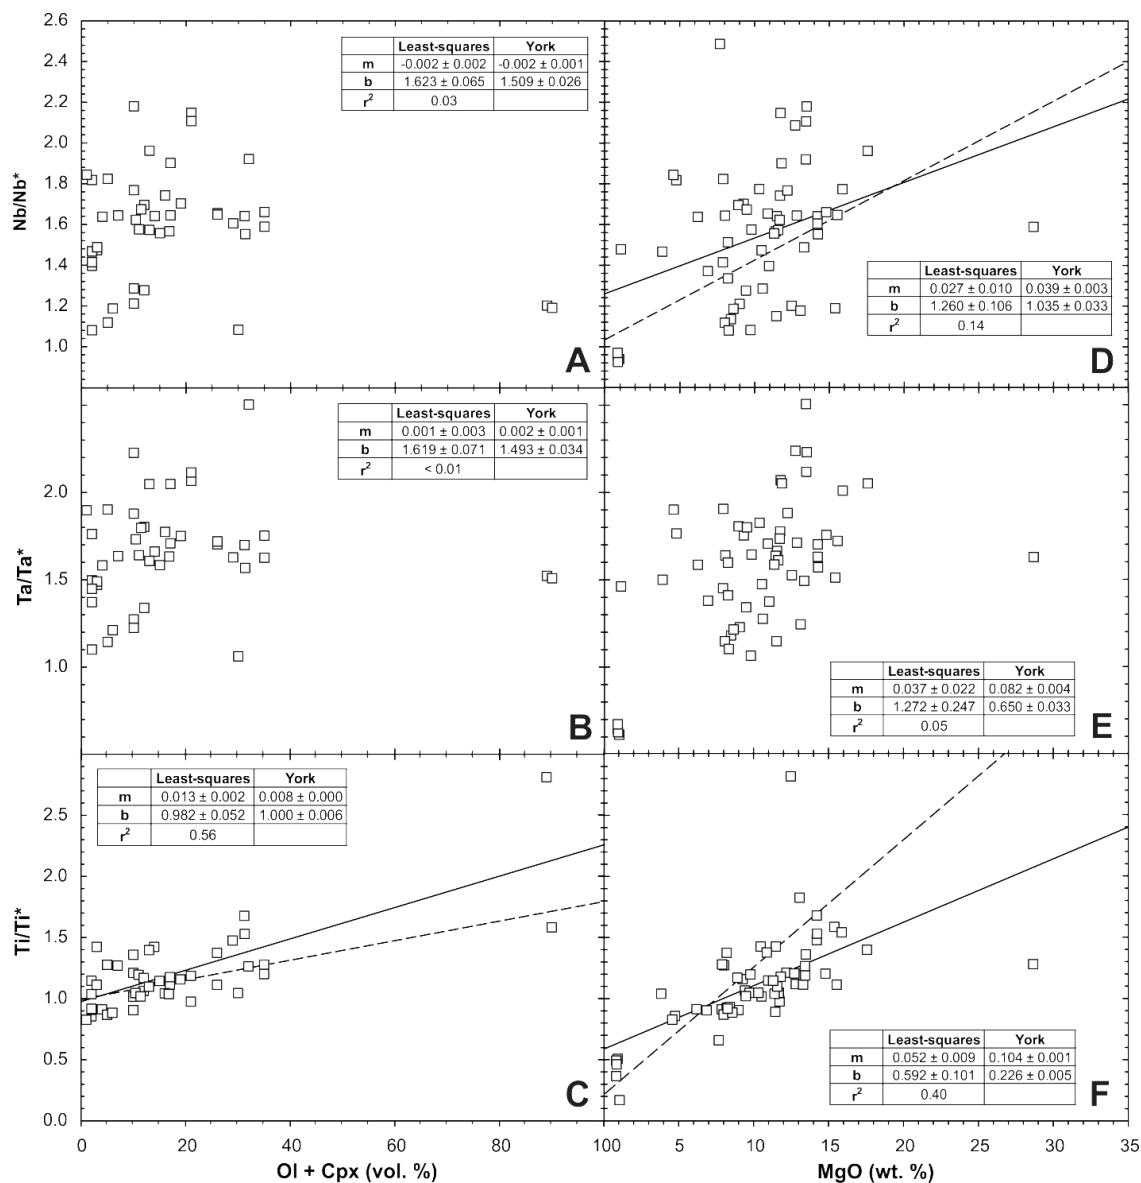 2.6
2.4
2.2
2.0
1.8
1.6
1.4
1.2
1.0
Nb/Nb*
Least-squares York
m -0.002 ± 0.002 -0.002 ± 0.001
b 1.623 ± 0.065 1.509 ± 0.026
r² 0.03
A
Least-squares York
m 0.027 ± 0.010 0.039 ± 0.003
b 1.260 ± 0.106 1.035 ± 0.033
r² 0.14
D
2.0
1.5
1.0
Ta/Ta*
Least-squares York
m 0.001 ± 0.003 0.002 ± 0.001
b 1.619 ± 0.071 1.493 ± 0.034
r² < 0.01
B
Least-squares York
m 0.037 ± 0.022 0.082 ± 0.004
b 1.272 ± 0.247 0.650 ± 0.033
r² 0.05
E
2.5
2.0
1.5
1.0
0.5
0.0
Ti/Ti*
Least-squares York
m 0.013 ± 0.002 0.008 ± 0.000
b 0.982 ± 0.052 1.000 ± 0.006
r² 0.56
C
Least-squares York
m 0.052 ± 0.009 0.104 ± 0.001
b 0.592 ± 0.101 0.226 ± 0.005
r² 0.40
F
0 20 40 60 80 100 5 10 15 20 25 30 35
Ol + Cpx (vol. %) MgO (wt. %)